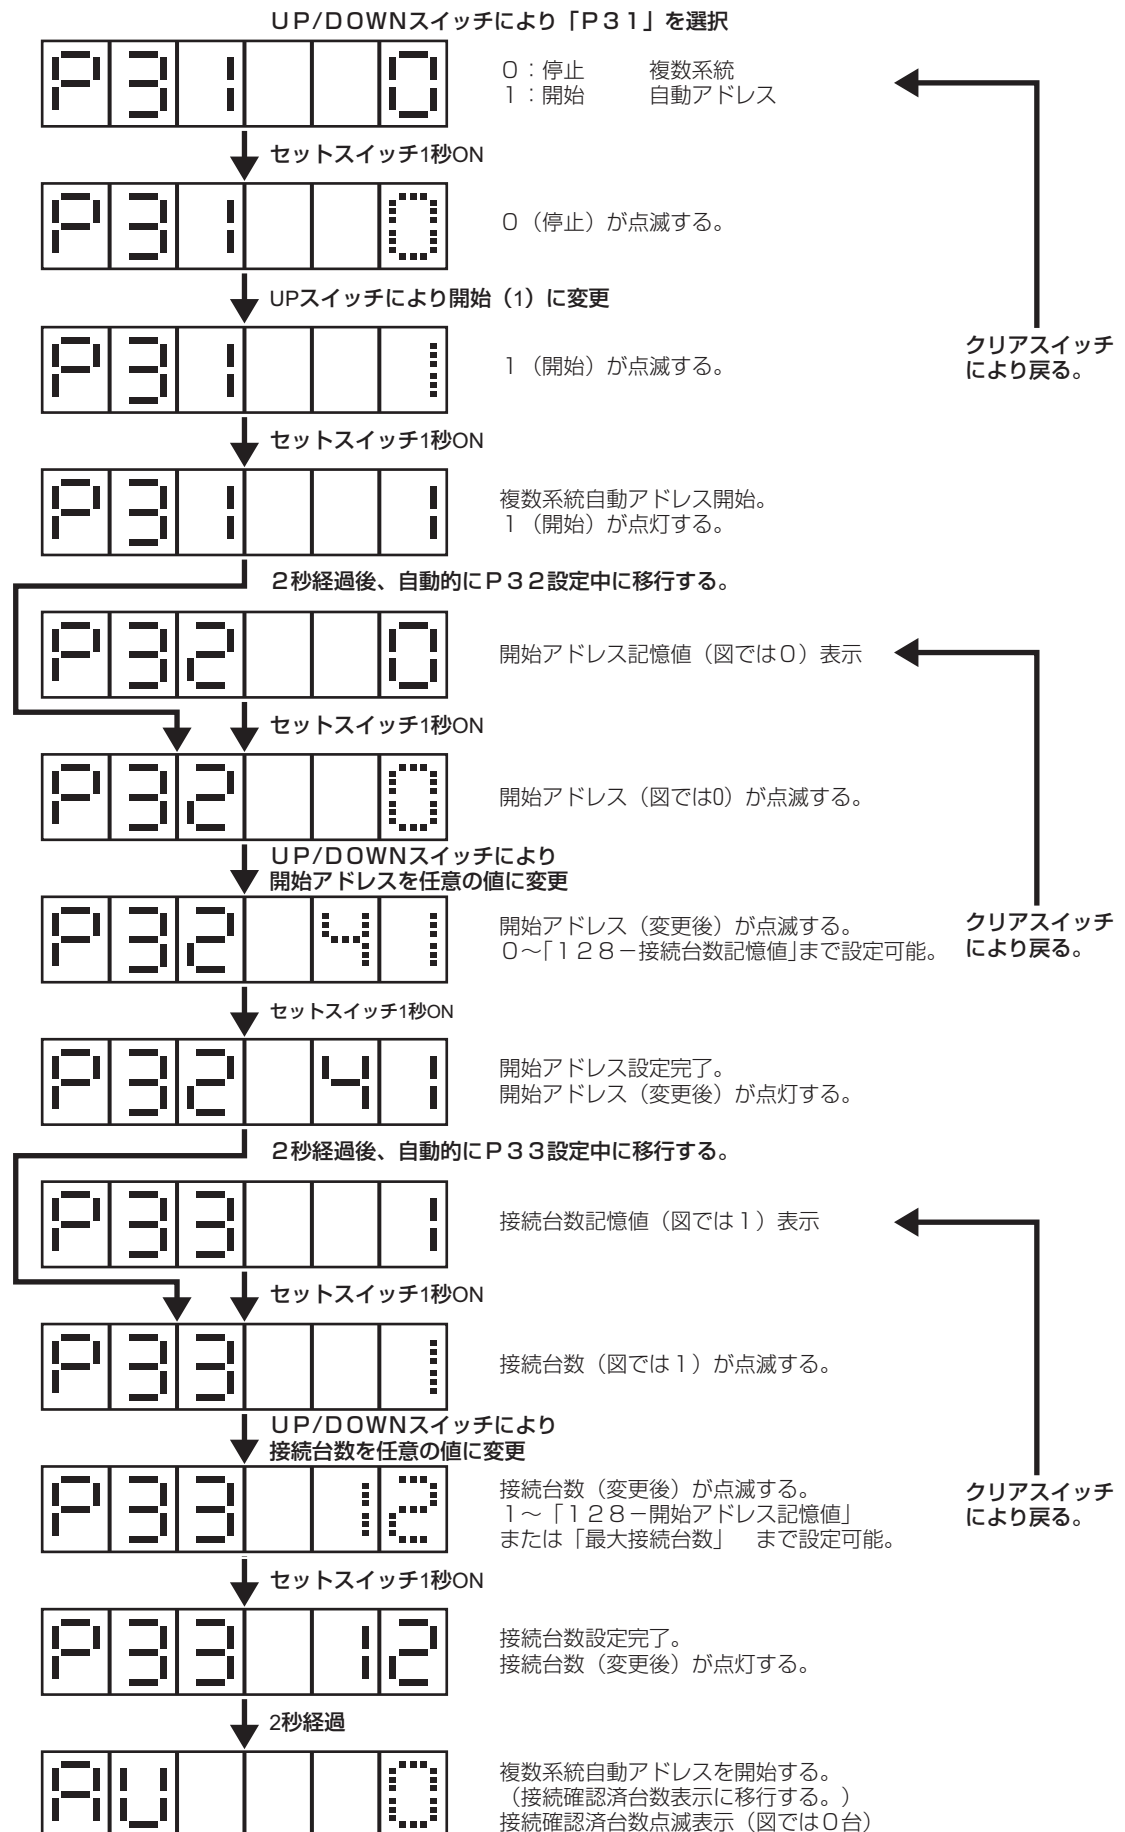 UP/DOWNスイッチにより「P31」を選択
P31 0
0：停止　複数系統
1：開始　自動アドレス
セットスイッチ1秒ON
P31 0
0（停止）が点滅する。
UPスイッチにより開始（1）に変更
P31 1
1（開始）が点滅する。
クリアスイッチ
により戻る。
セットスイッチ1秒ON
P31 1
複数系統自動アドレス開始。
1（開始）が点灯する。
2秒経過後、自動的にP32設定中に移行する。
P32 0
開始アドレス記憶値（図では0）表示
セットスイッチ1秒ON
P32 0
開始アドレス（図では0）が点滅する。
UP/DOWNスイッチにより
開始アドレスを任意の値に変更
P32 41
開始アドレス（変更後）が点滅する。
0～「128－接続台数記憶値」まで設定可能。
クリアスイッチ
により戻る。
セットスイッチ1秒ON
P32 41
開始アドレス設定完了。
開始アドレス（変更後）が点灯する。
2秒経過後、自動的にP33設定中に移行する。
P33 1
接続台数記憶値（図では1）表示
セットスイッチ1秒ON
P33 1
接続台数（図では1）が点滅する。
UP/DOWNスイッチにより
接続台数を任意の値に変更
P33 12
接続台数（変更後）が点滅する。
1～「128－開始アドレス記憶値」
または「最大接続台数」　まで設定可能。
クリアスイッチ
により戻る。
セットスイッチ1秒ON
P33 12
接続台数設定完了。
接続台数（変更後）が点灯する。
2秒経過
AU 0
複数系統自動アドレスを開始する。
（接続確認済台数表示に移行する。）
接続確認済台数点滅表示（図では0台）